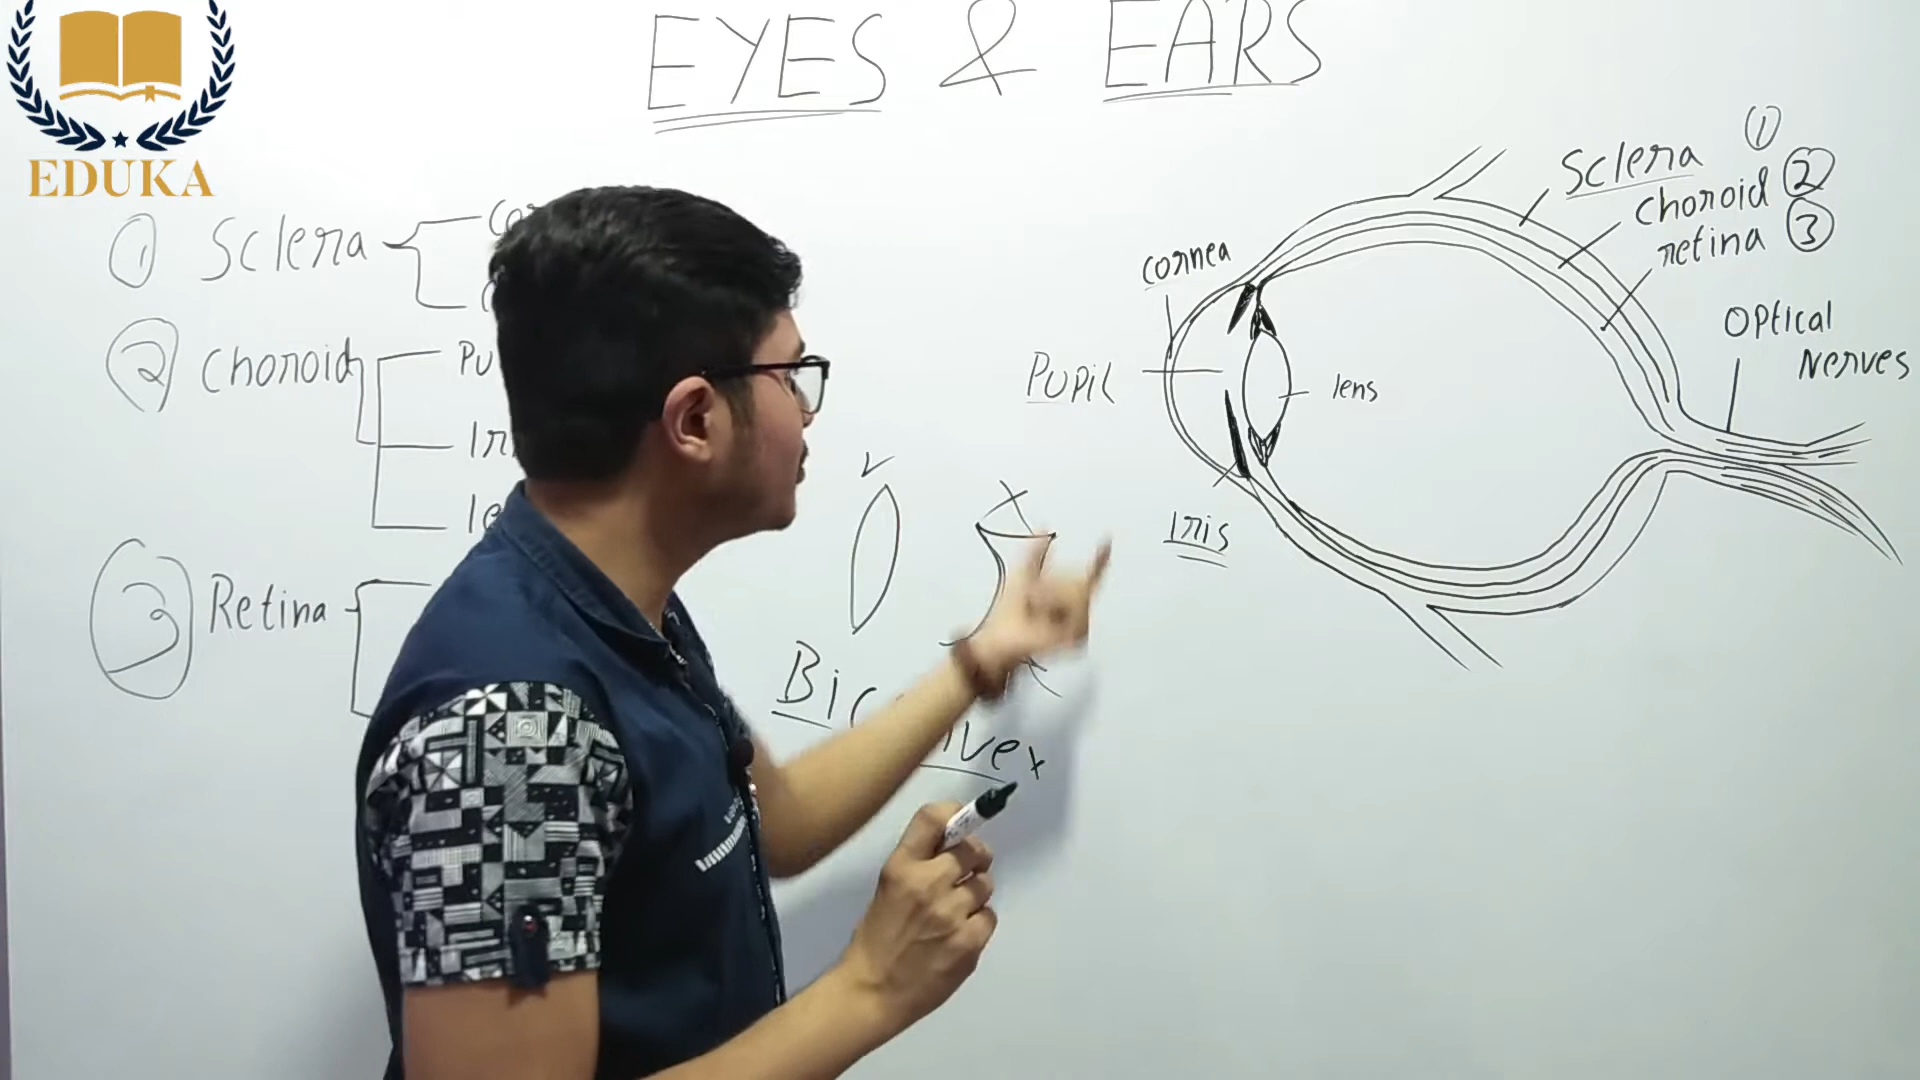 EDUKA
EYES & EARS
① Sclera
② Choroid
③ Retina
Sclera ①
Choroid ②
retina ③
Cornea
Pupil
lens
Iris
Optical
Nerves